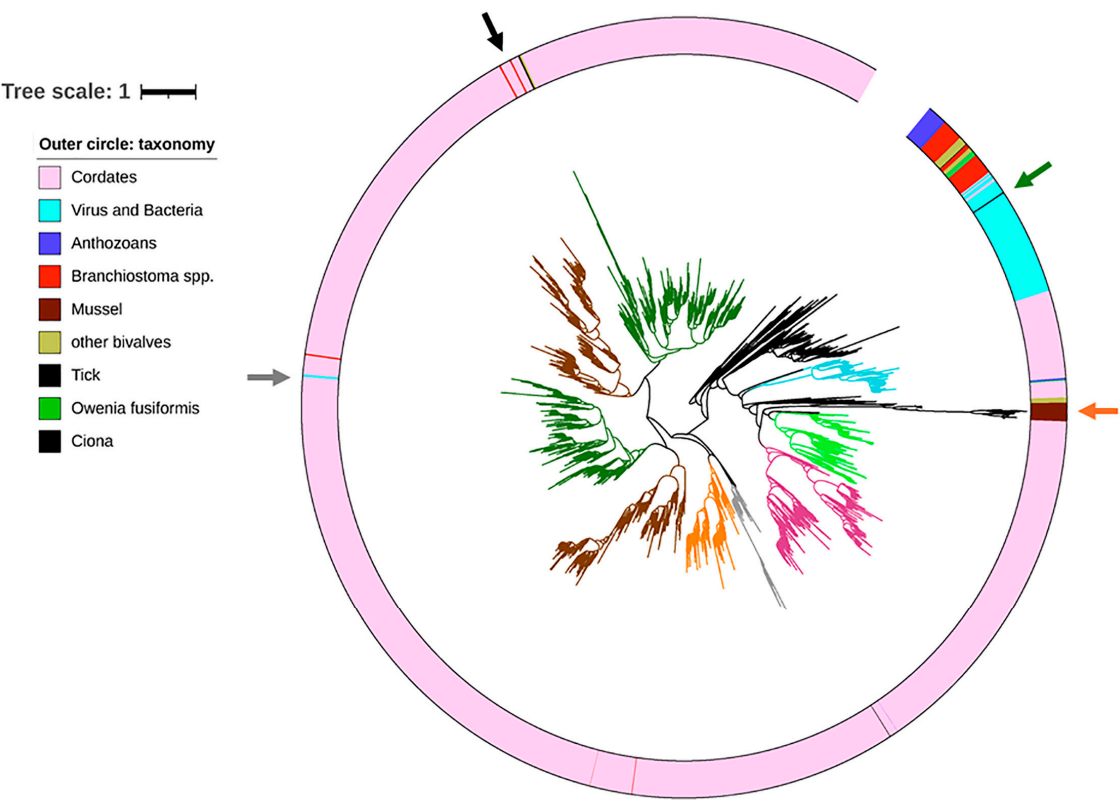 Tree scale: 1
Outer circle: taxonomy
Cordates
Virus and Bacteria
Anthozoans
Branchiostoma spp.
Mussel
other bivalves
Tick
Owenia fusiformis
Ciona